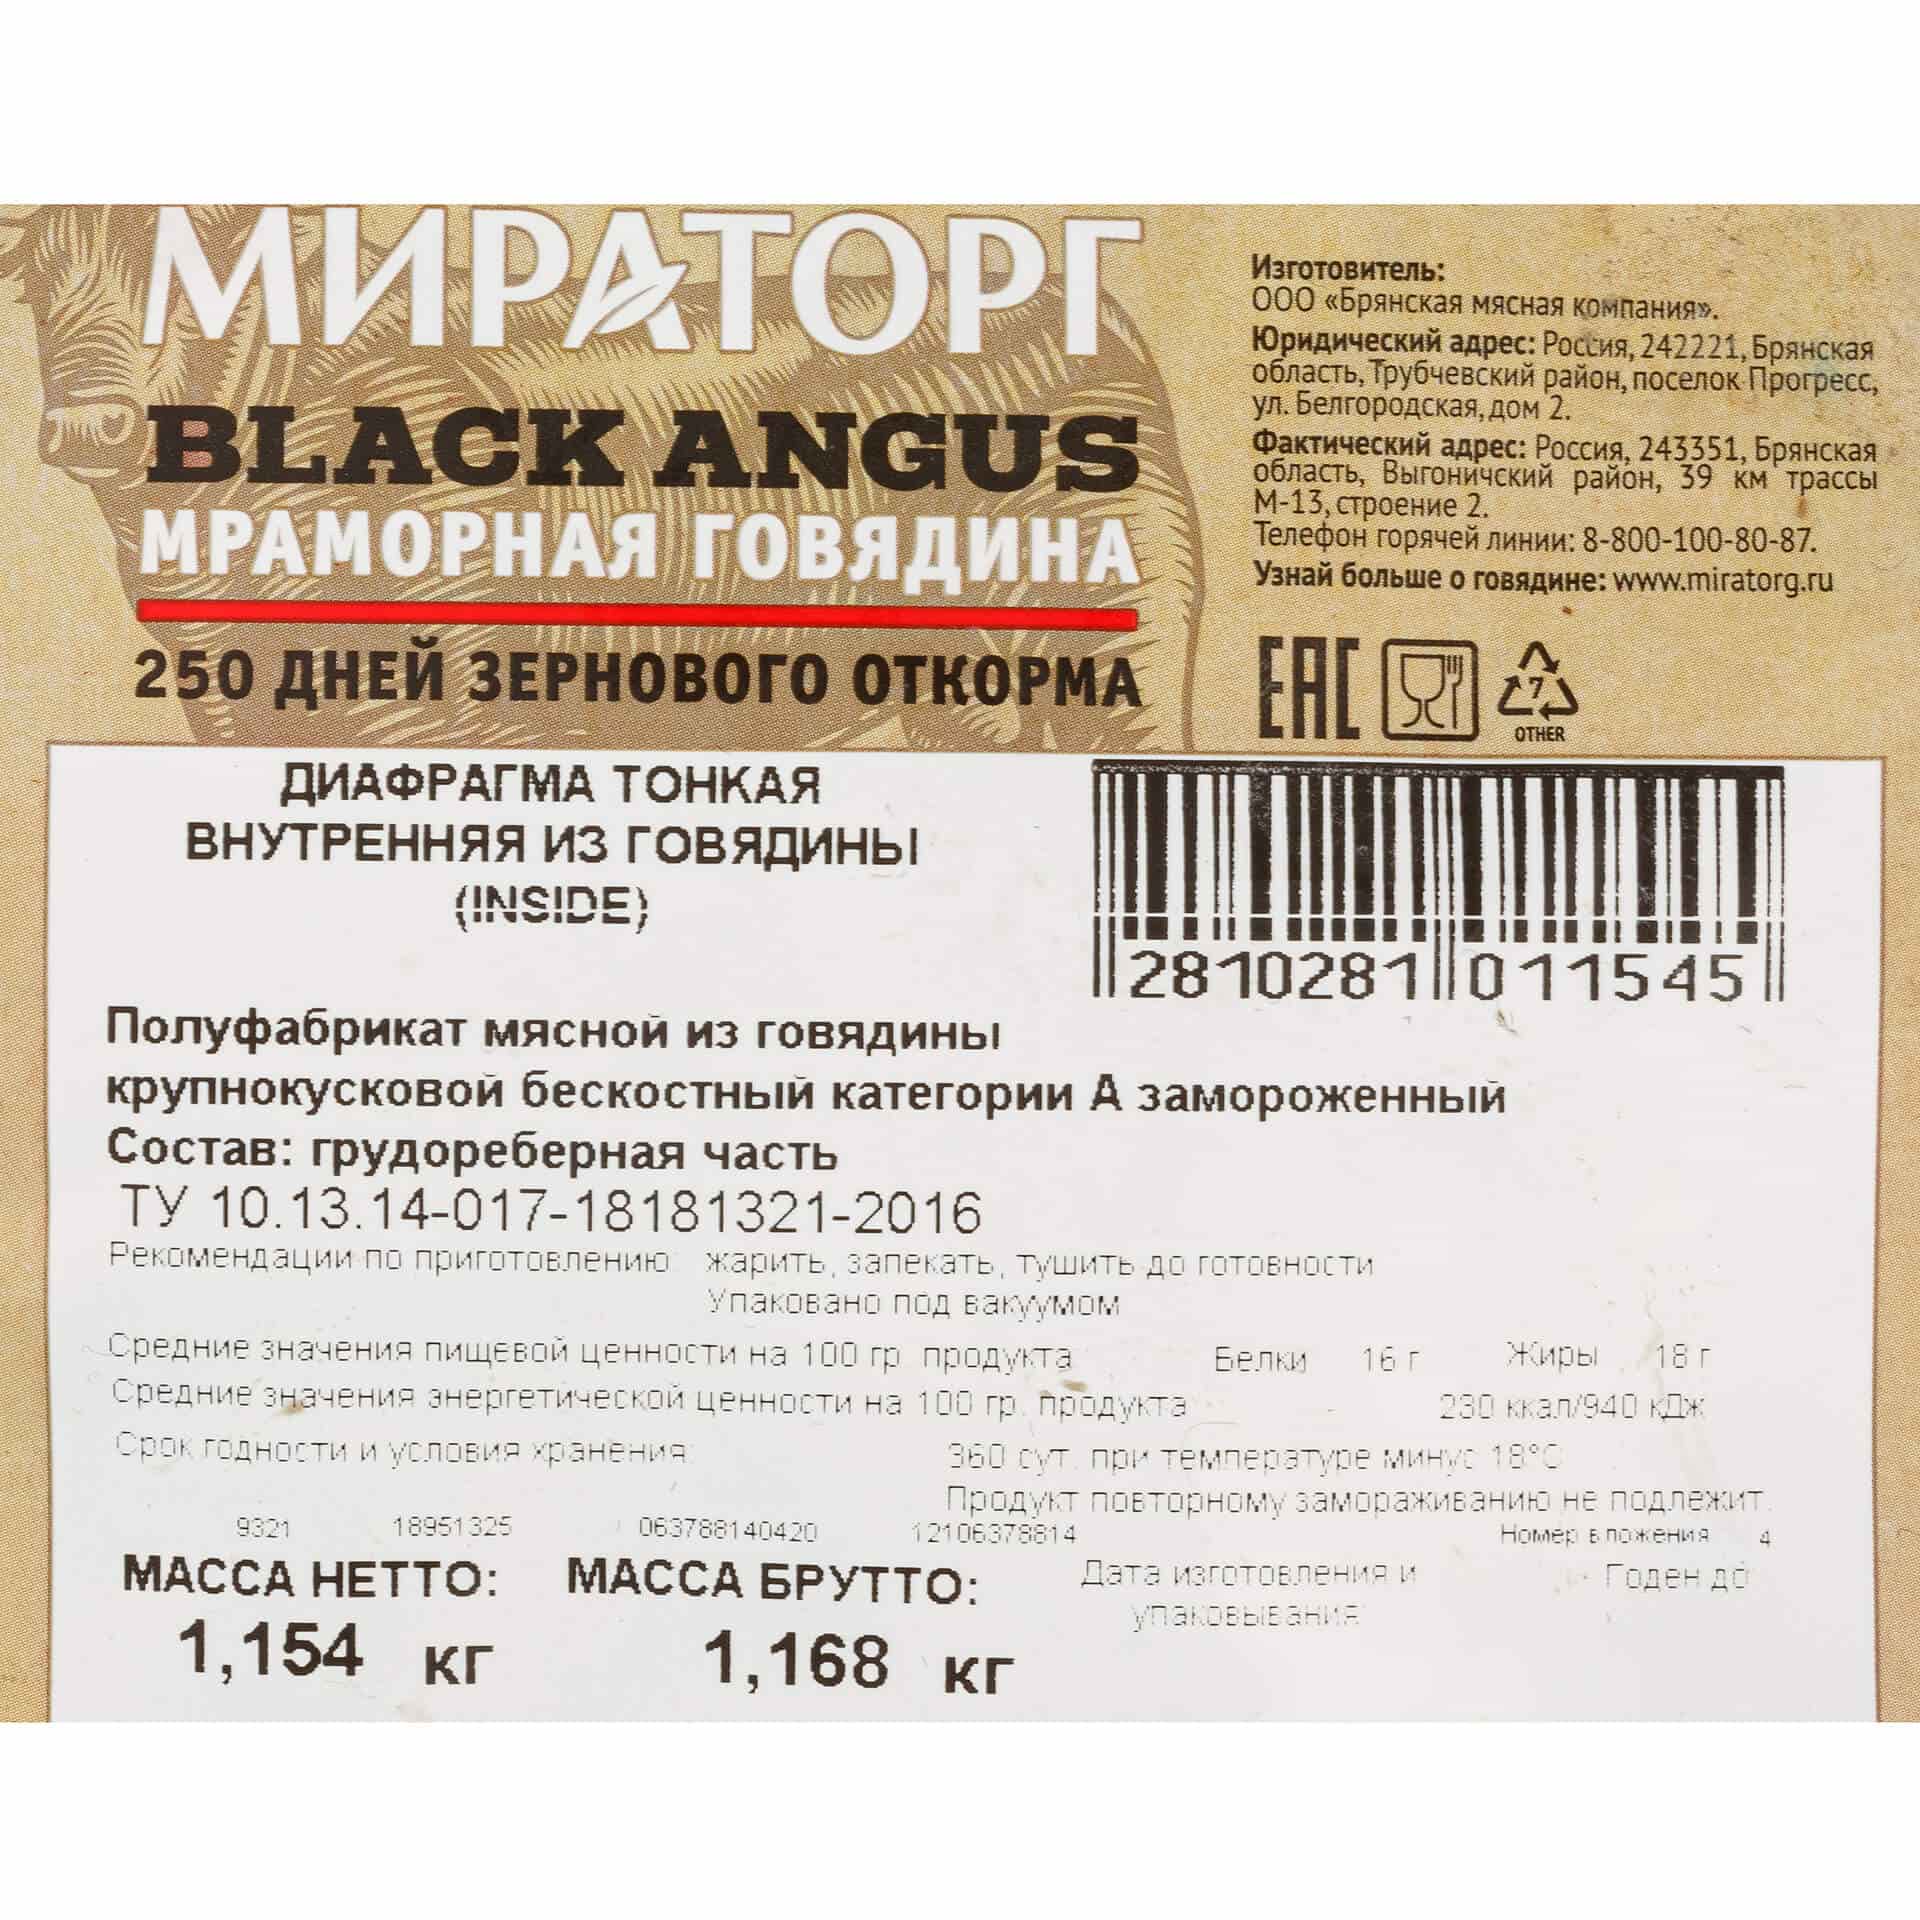 МИРАТОРГ
BLACK ANGUS
МРАМОРНАЯ ГОВЯДИНА
250 ДНЕЙ ЗЕРНОВОГО ОТКОРМА
Изготовитель:
ООО «Брянская мясная компания».
Юридический адрес: Россия, 242221, Брянская
область, Трубчевский район, поселок Прогресс,
ул. Белгородская, дом 2.
Фактический адрес: Россия, 243351, Брянская
область, Выгоничский район, 39 км трассы
М-13, строение 2.
Телефон горячей линии: 8-800-100-80-87.
Узнай больше о говядине: www.miratorg.ru
EAC
7
OTHER
ДИАФРАГМА ТОНКАЯ
ВНУТРЕННЯЯ ИЗ ГОВЯДИНЫ
(INSIDE)
2810281 011545
Полуфабрикат мясной из говядины
крупнокусковой бескостный категории А замороженный
Состав: грудореберная часть
ТУ 10.13.14-017-18181321-2016
Рекомендации по приготовлению: жарить, запекать, тушить до готовности
Упаковано под вакуумом
Средние значения пищевой ценности на 100 гр. продукта Белки 16 г Жиры 18 г
Средние значения энергетической ценности на 100 гр. продукта 230 ккал/940 кДж
Срок годности и условия хранения: 360 сут. при температуре минус 18°С
Продукт повторному замораживанию не подлежит.
9321 18951325 063788140420 12106378814 Номер вложения 4
МАССА НЕТТО: МАССА БРУТТО: Дата изготовления и Годен до
упаковывания:
1,154 кг 1,168 кг